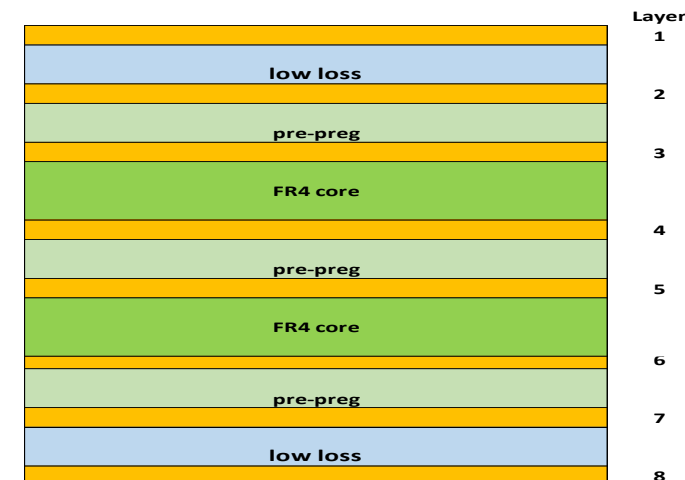 Layer
1
low loss
2
pre-preg
3
FR4 core
4
pre-preg
5
FR4 core
6
pre-preg
7
low loss
8